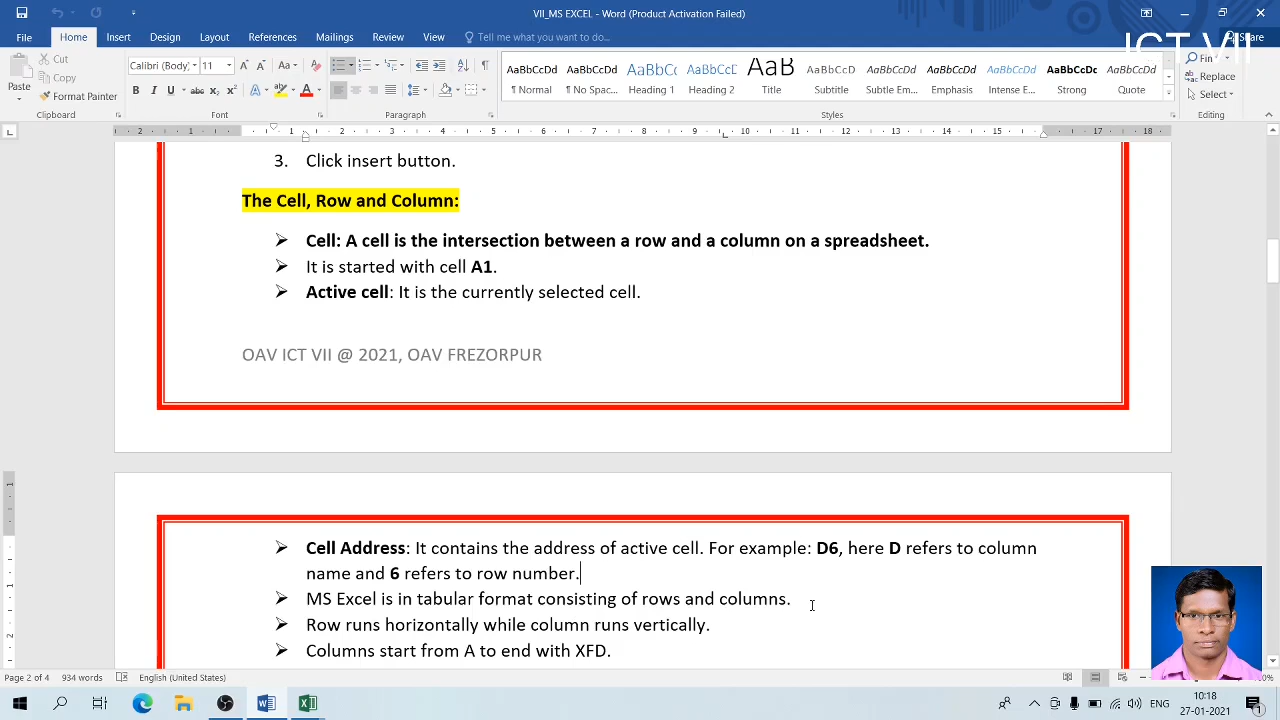 VII_MS EXCEL - Word (Product Activation Failed)
File Home Insert Design Layout References Mailings Review View Tell me what you want to do... Share
ICT VII
Paste Cut Copy Format Painter
Calibri (Body) 11
Replace Select
AaBbCcDd AaBbCcDd AaBbCc AaBbCcD AaB AaBbCcD AaBbCcDd AaBbCcDd AaBbCcDd AaBbCcDc AaBbCcDd
¶ Normal ¶ No Spac... Heading 1 Heading 2 Title Subtitle Subtle Em... Emphasis Intense E... Strong Quote
Clipboard Font Paragraph Styles
3. Click insert button.
The Cell, Row and Column:
➢ Cell: A cell is the intersection between a row and a column on a spreadsheet.
➢ It is started with cell A1.
➢ Active cell: It is the currently selected cell.
OAV ICT VII @ 2021, OAV FREZORPUR
➢ Cell Address: It contains the address of active cell. For example: D6, here D refers to column
name and 6 refers to row number.
➢ MS Excel is in tabular format consisting of rows and columns.
➢ Row runs horizontally while column runs vertically.
➢ Columns start from A to end with XFD.
Page 2 of 4 934 words English (United States)
ENG 10:18
27-01-2021